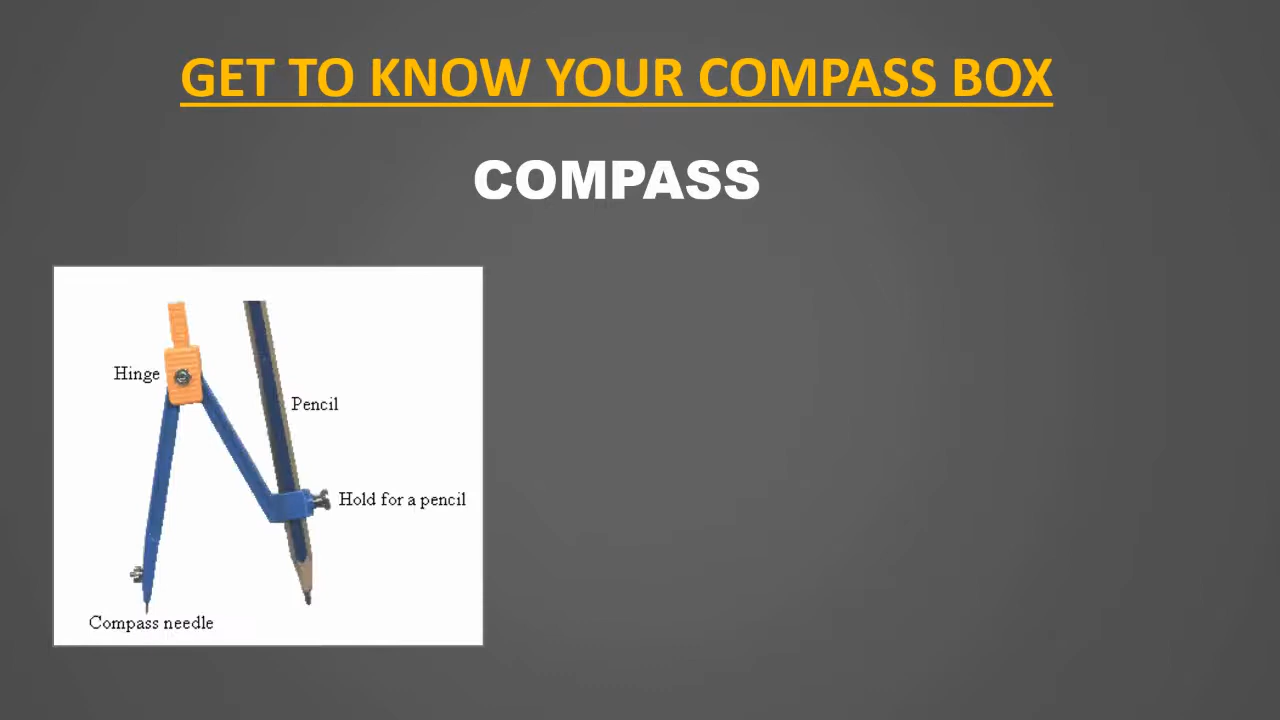 GET TO KNOW YOUR COMPASS BOX
COMPASS
Hinge
Pencil
Hold for a pencil
Compass needle